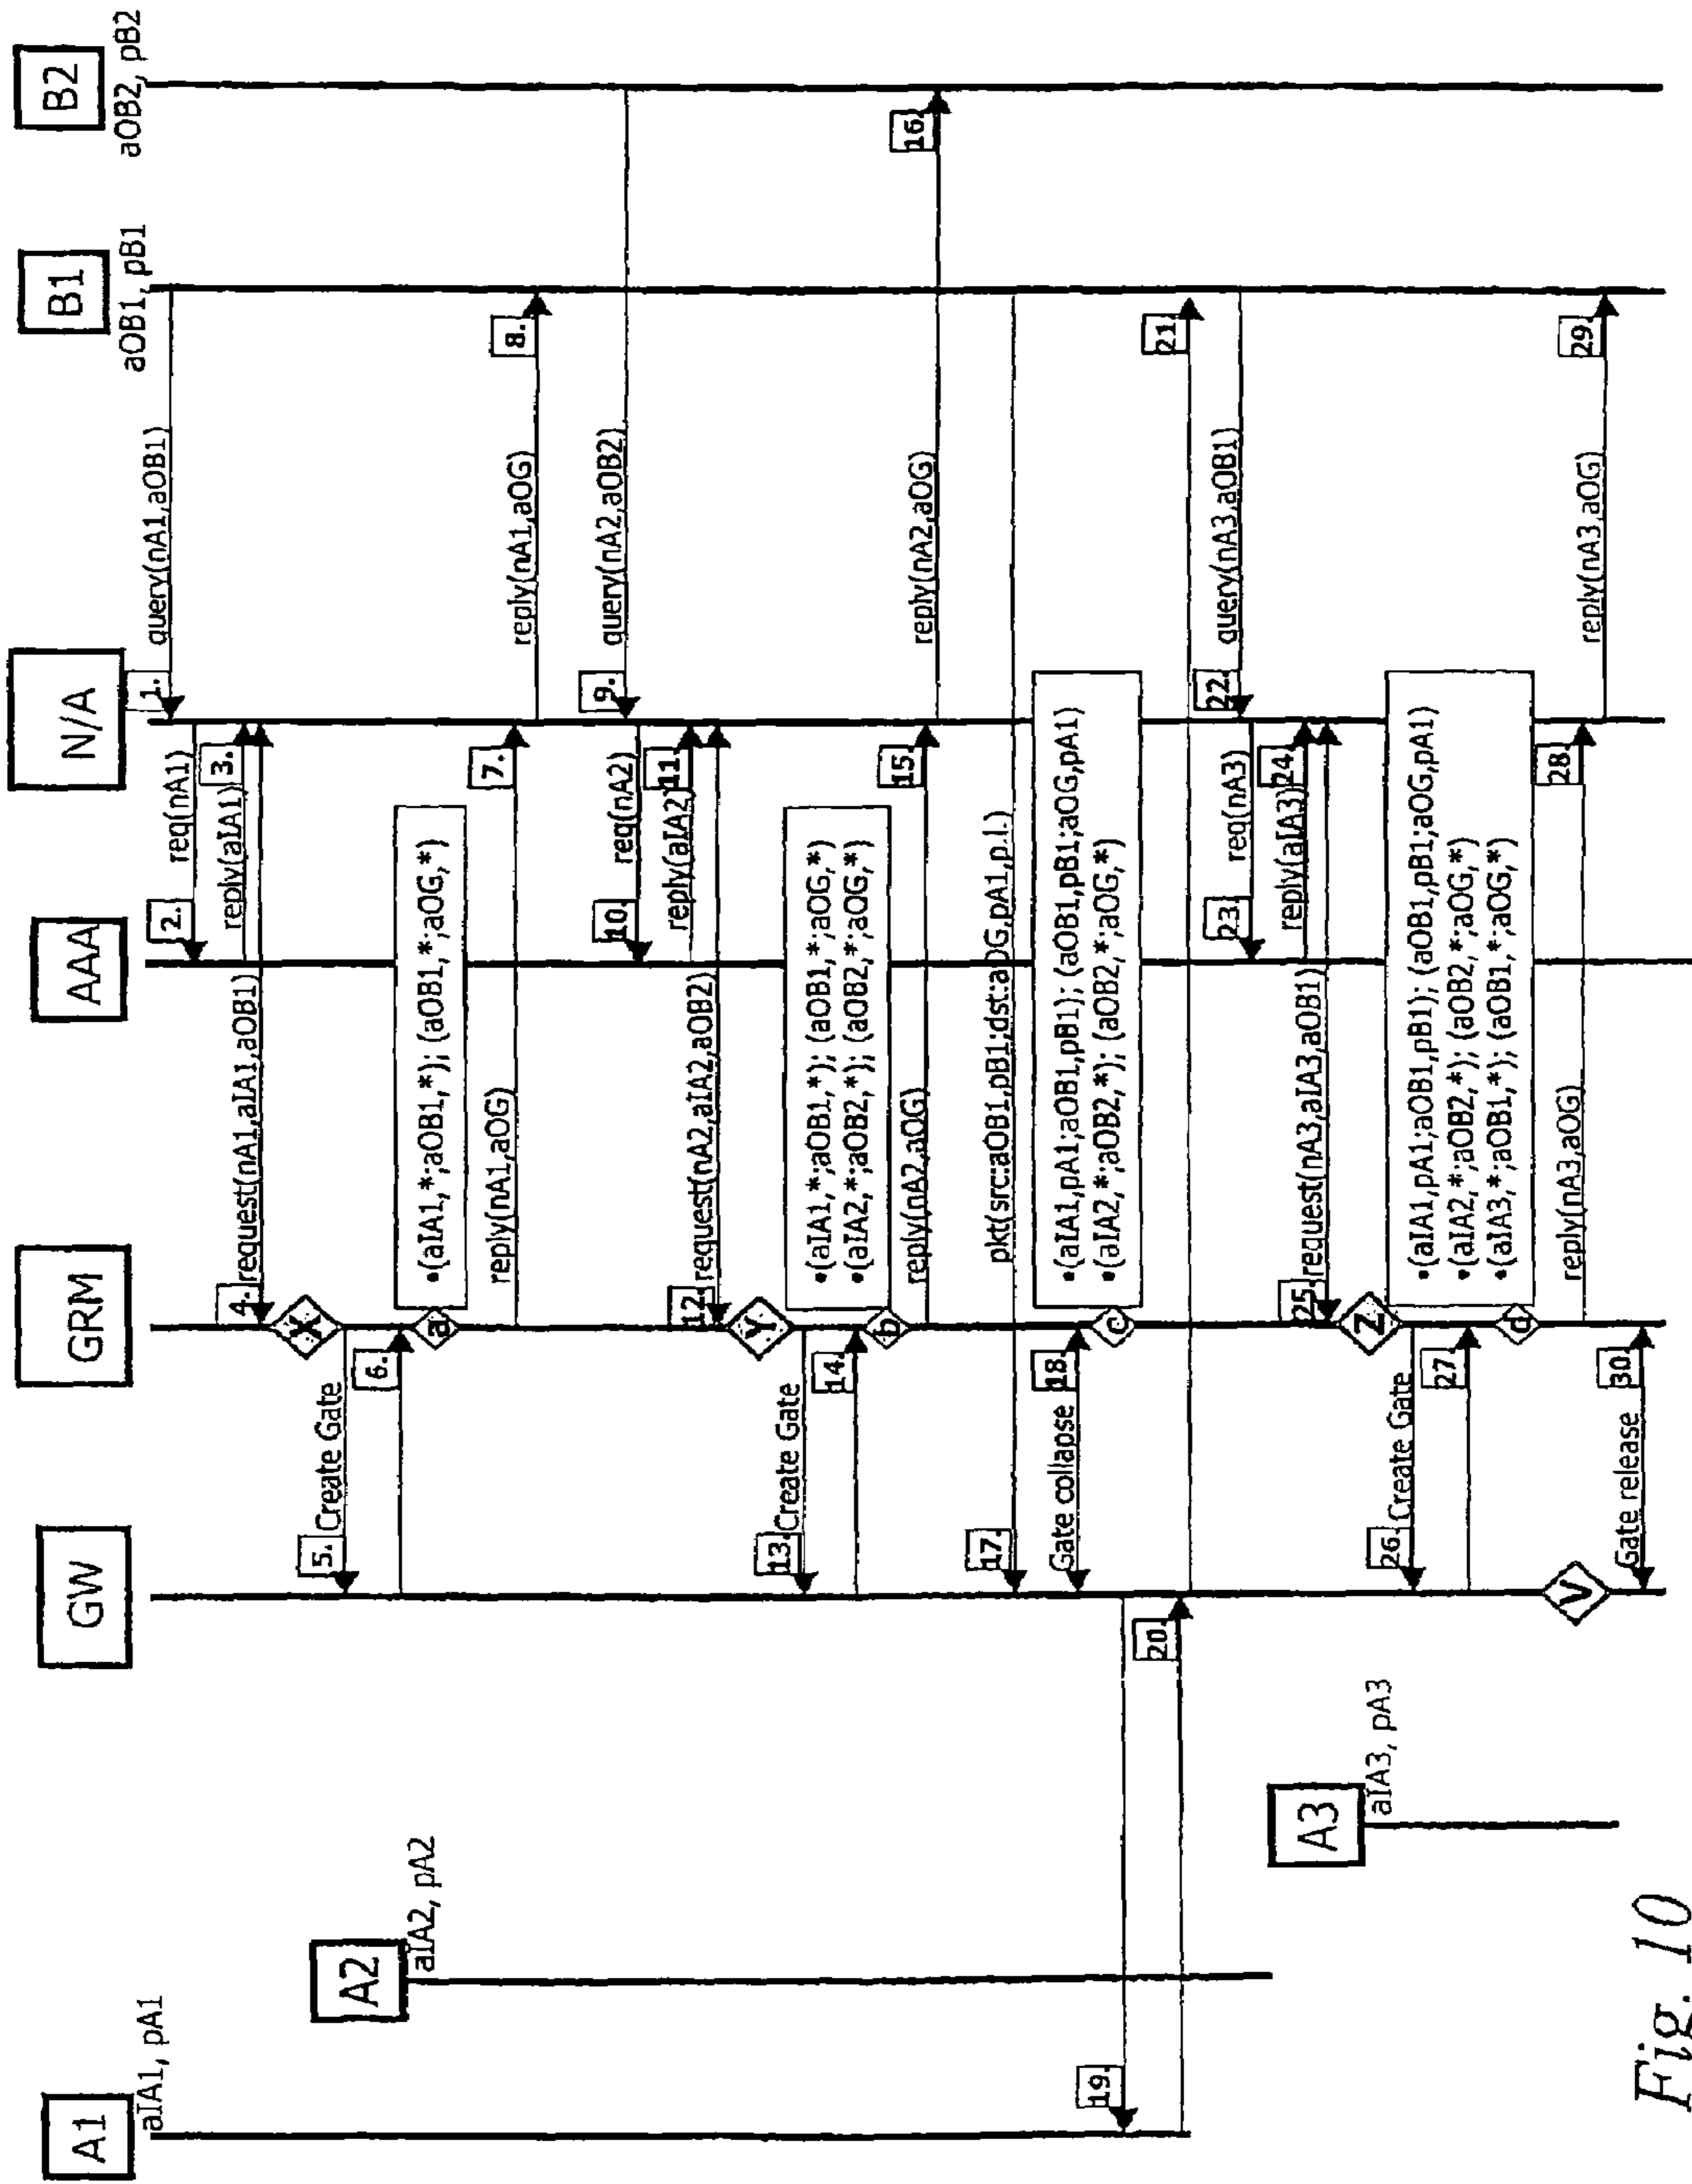 A1
aIA1, pA1
A2
aIA2, pA2
A3
aIA3, pA3
GW
GRM
AAA
N/A
B1
aOB1, pB1
B2
aOB2, pB2
1.
query(nA1,aOB1)
2.
req(nA1)
reply(aIA1)
3.
4.
request(nA1,aIA1,aOB1)
X
5.
Create Gate
6.
a
•(aIA1,*;aOB1,*); (aOB1,*;aOG,*)
reply(nA1,aOG)
7.
reply(nA1,aOG)
8.
9.
query(nA2,aOB2)
10.
req(nA2)
reply(aIA2)
11.
12.
request(nA2,aIA2,aOB2)
Y
13.
Create Gate
14.
b
•(aIA1,*;aOB1,*); (aOB1,*;aOG,*)
•(aIA2,*;aOB2,*); (aOB2,*;aOG,*)
reply(nA2,aOG)
15.
reply(nA2,aOG)
16.
17.
pkt(src:aOB1,pB1;dst:aOG,pA1,p.l.)
Gate collapse
18.
c
•(aIA1,pA1;aOB1,pB1); (aOB1,pB1;aOG,pA1)
•(aIA2,*;aOB2,*); (aOB2,*;aOG,*)
19.
20.
21.
22.
query(nA3,aOB1)
23.
req(nA3)
reply(aIA3)
24.
25.
request(nA3,aIA3,aOB1)
Z
26.
Create Gate
27.
d
•(aIA1,pA1;aOB1,pB1); (aOB1,pB1;aOG,pA1)
•(aIA2,*;aOB2,*); (aOB2,*;aOG,*)
•(aIA3,*;aOB1,*); (aOB1,*;aOG,*)
reply(nA3,aOG)
28.
reply(nA3,aOG)
29.
V
Gate release
30.
Fig. 10